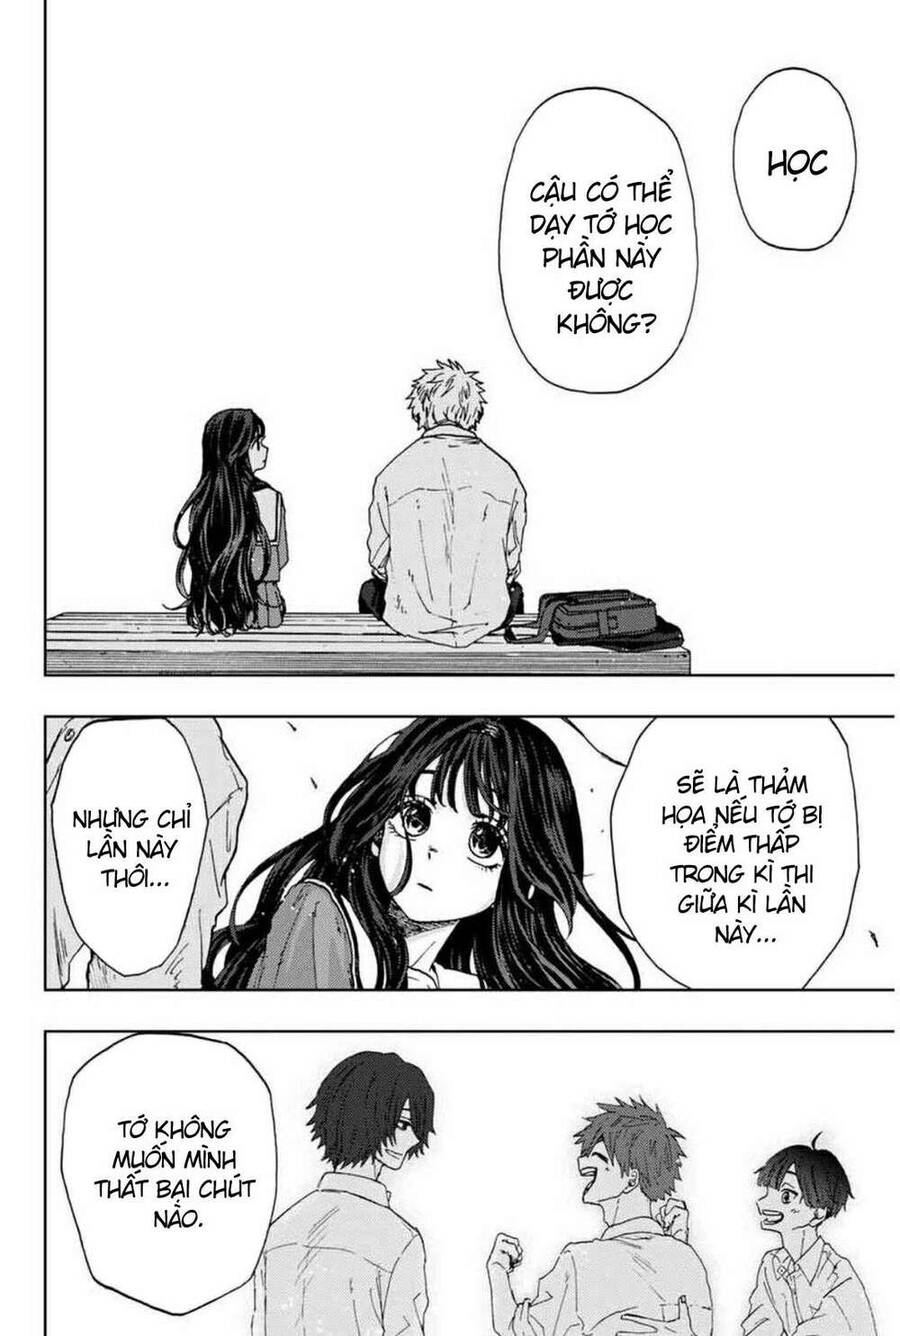 HỌC
CẬU CÓ THỂ
DẠY TỚ HỌC
PHẦN NÀY
ĐƯỢC
KHÔNG?
SẼ LÀ THẢM
HỌA NẾU TỚ BỊ
ĐIỂM THẤP
TRONG KÌ THI
GIỮA KÌ LẦN
NÀY...
NHƯNG CHỈ
LẦN NÀY
THÔI...
TỚ KHÔNG
MUỐN MÌNH
THẤT BẠI CHÚT
NÀO.